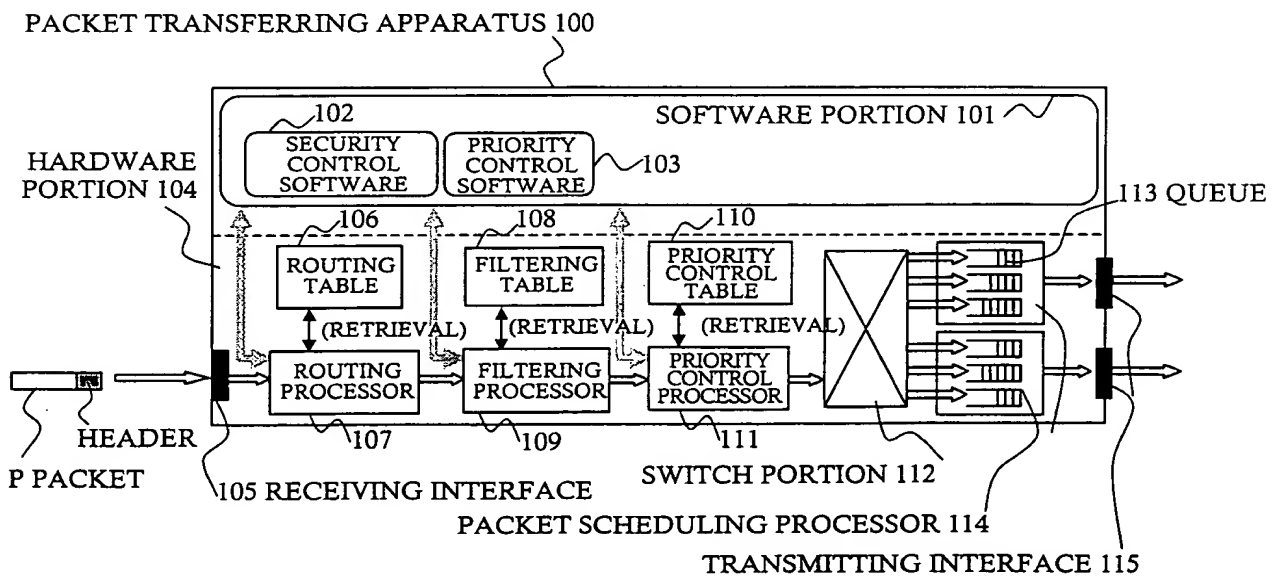 PACKET TRANSFERRING APPARATUS 100
SOFTWARE PORTION 101
102
SECURITY
CONTROL
SOFTWARE
PRIORITY
CONTROL
SOFTWARE
103
HARDWARE
PORTION 104
113 QUEUE
106
ROUTING
TABLE
108
FILTERING
TABLE
110
PRIORITY
CONTROL
TABLE
(RETRIEVAL)
(RETRIEVAL)
(RETRIEVAL)
ROUTING
PROCESSOR
FILTERING
PROCESSOR
PRIORITY
CONTROL
PROCESSOR
HEADER
P PACKET
107
109
111
105 RECEIVING INTERFACE
SWITCH PORTION 112
PACKET SCHEDULING PROCESSOR 114
TRANSMITTING INTERFACE 115